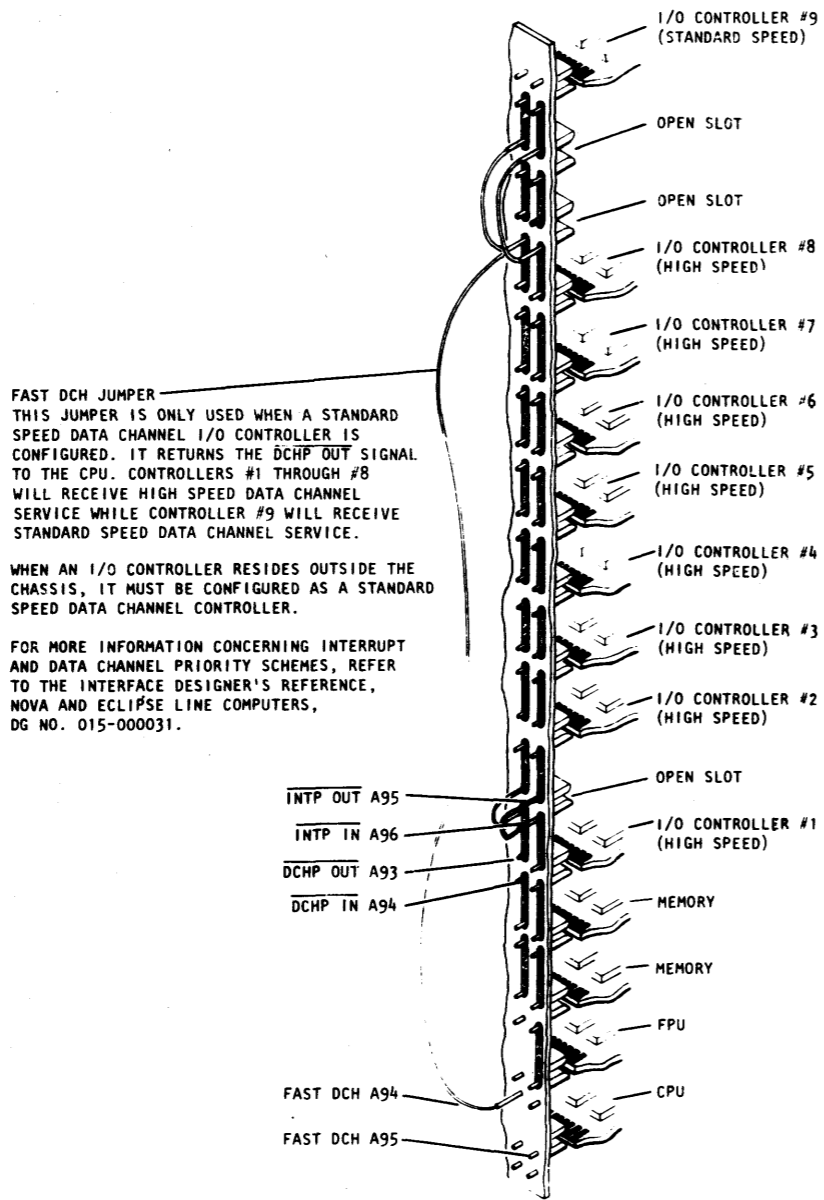 I/O CONTROLLER #9
(STANDARD SPEED)
OPEN SLOT
OPEN SLOT
I/O CONTROLLER #8
(HIGH SPEED)
I/O CONTROLLER #7
(HIGH SPEED)
I/O CONTROLLER #6
(HIGH SPEED)
I/O CONTROLLER #5
(HIGH SPEED)
I/O CONTROLLER #4
(HIGH SPEED)
I/O CONTROLLER #3
(HIGH SPEED)
I/O CONTROLLER #2
(HIGH SPEED)
OPEN SLOT
I/O CONTROLLER #1
(HIGH SPEED)
MEMORY
MEMORY
FPU
CPU
FAST DCH JUMPER
THIS JUMPER IS ONLY USED WHEN A STANDARD
SPEED DATA CHANNEL I/O CONTROLLER IS
CONFIGURED. IT RETURNS THE DCHP OUT SIGNAL
TO THE CPU. CONTROLLERS #1 THROUGH #8
WILL RECEIVE HIGH SPEED DATA CHANNEL
SERVICE WHILE CONTROLLER #9 WILL RECEIVE
STANDARD SPEED DATA CHANNEL SERVICE.
WHEN AN I/O CONTROLLER RESIDES OUTSIDE THE
CHASSIS, IT MUST BE CONFIGURED AS A STANDARD
SPEED DATA CHANNEL CONTROLLER.
FOR MORE INFORMATION CONCERNING INTERRUPT
AND DATA CHANNEL PRIORITY SCHEMES, REFER
TO THE INTERFACE DESIGNER'S REFERENCE,
NOVA AND ECLIPSE LINE COMPUTERS,
DG NO. 015-000031.
INTP OUT A95
INTP IN A96
DCHP OUT A93
DCHP IN A94
FAST DCH A94
FAST DCH A95